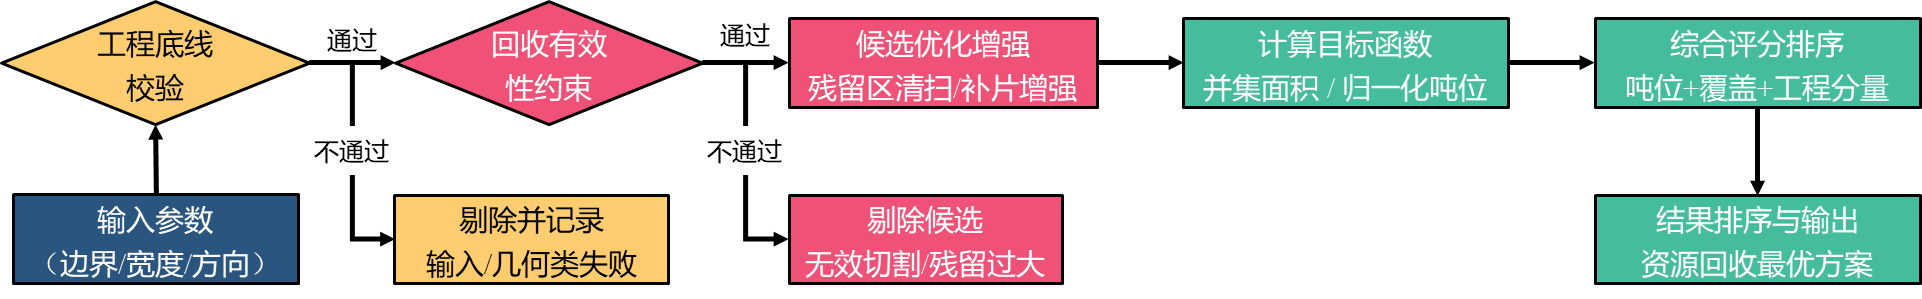 工程底线
校验
通过
回收有效
性约束
通过
候选优化增强
残留区清扫/补片增强
计算目标函数
并集面积 / 归一化吨位
综合评分排序
吨位+覆盖+工程分量
不通过
不通过
输入参数
（边界/宽度/方向）
剔除并记录
输入/几何类失败
剔除候选
无效切割/残留过大
结果排序与输出
资源回收最优方案